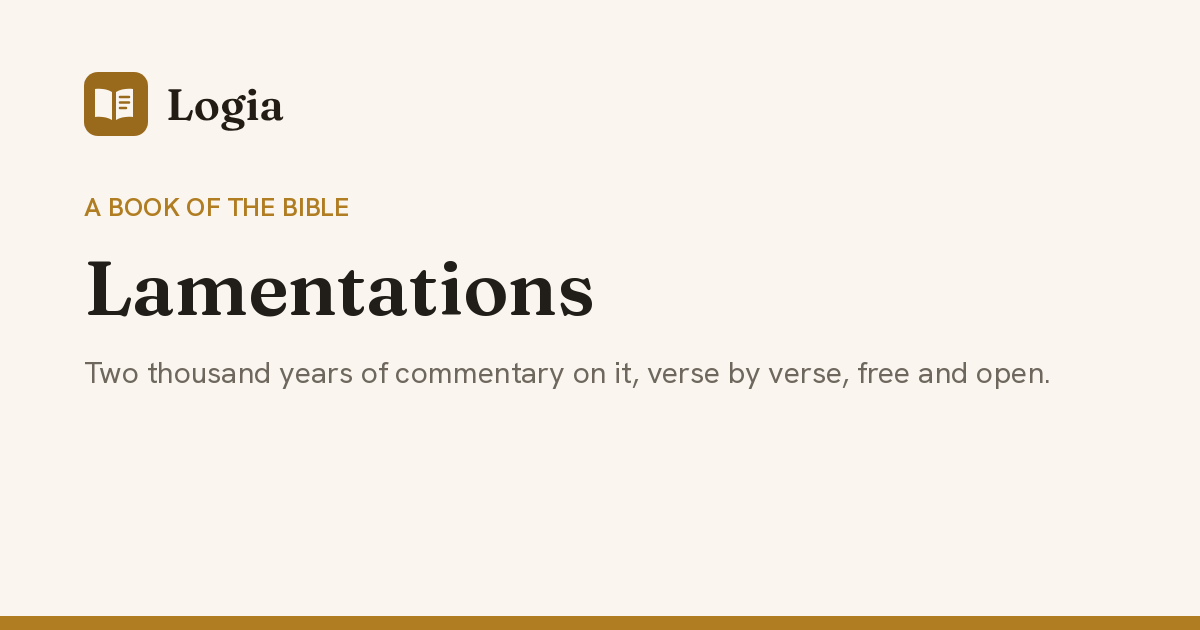 Logia
A BOOK OF THE BIBLE
Lamentations
Two thousand years of commentary on it, verse by verse, free and open.